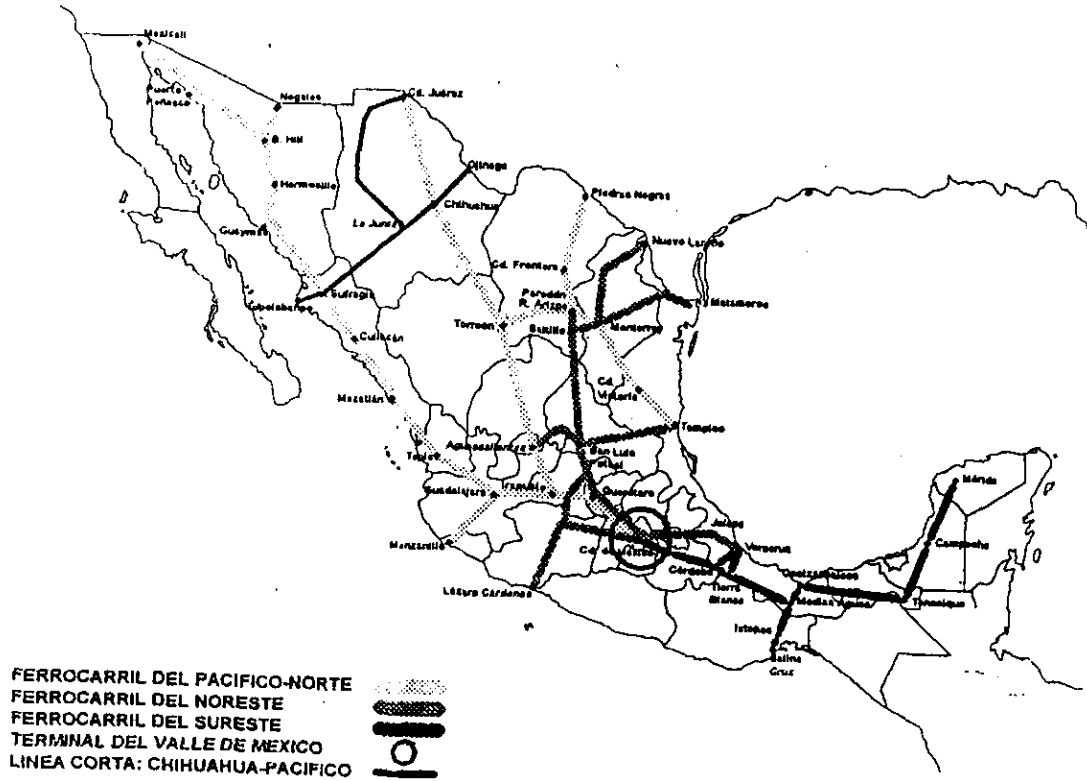 Mexicali
Puerto
Peñasco
Nogales
B. Hill
Hermosillo
Guaymas
Cd. Juárez
Ojinaga
Chihuahua
La Junta
Sufragio
Culiacán
Mazatlán
Piedras Negras
Nuevo Laredo
Cd. Frontera
Paredón
R. Arizpe
Matamoros
Torreón
Saltillo
Monterrey
Cd.
Victoria
Tampico
Aguascalientes
San Luis
Tepic
Guadalajara
Irapuato
Querétaro
Manzanillo
Cd. de México
Jalapa
Veracruz
Córdoba
Tierra
Blanca
Lázaro Cárdenas
Coatzacoalcos
Medias Aguas
Tenosique
Ixtepec
Salina
Cruz
Mérida
Campeche
FERROCARRIL DEL PACIFICO-NORTE
FERROCARRIL DEL NORESTE
FERROCARRIL DEL SURESTE
TERMINAL DEL VALLE DE MEXICO
LINEA CORTA: CHIHUAHUA-PACIFICO